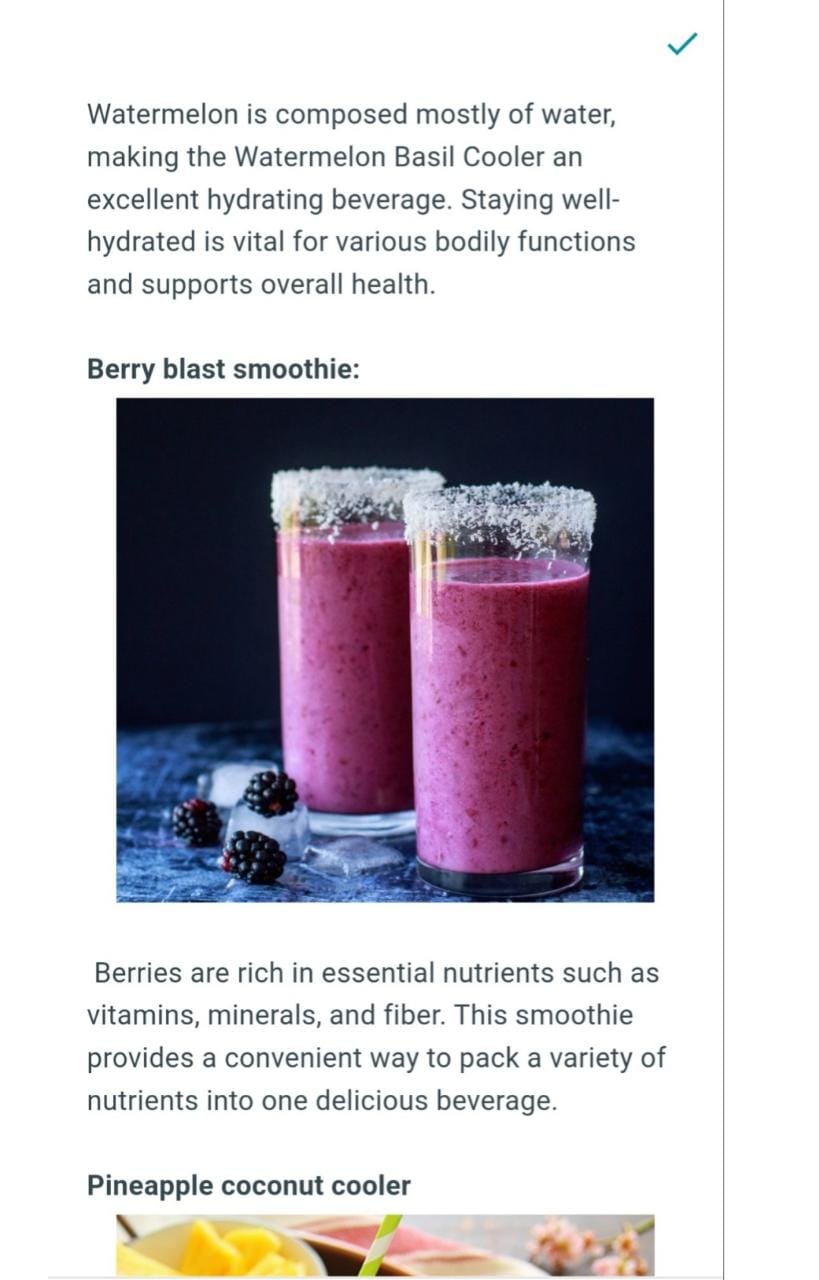 Watermelon is composed mostly of water,
making the Watermelon Basil Cooler an
excellent hydrating beverage. Staying well-
hydrated is vital for various bodily functions
and supports overall health.
Berry blast smoothie:
Berries are rich in essential nutrients such as
vitamins, minerals, and fiber. This smoothie
provides a convenient way to pack a variety of
nutrients into one delicious beverage.
Pineapple coconut cooler